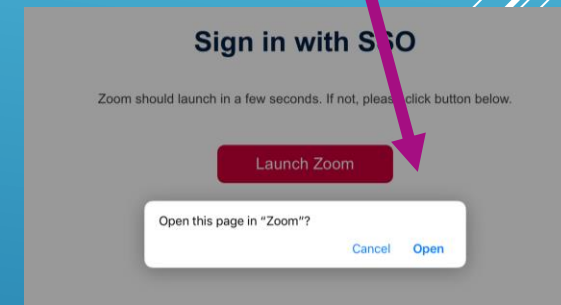 Sign in with SSO
Zoom should launch in a few seconds. If not, please click button below.
Launch Zoom
Open this page in “Zoom”?
Cancel Open